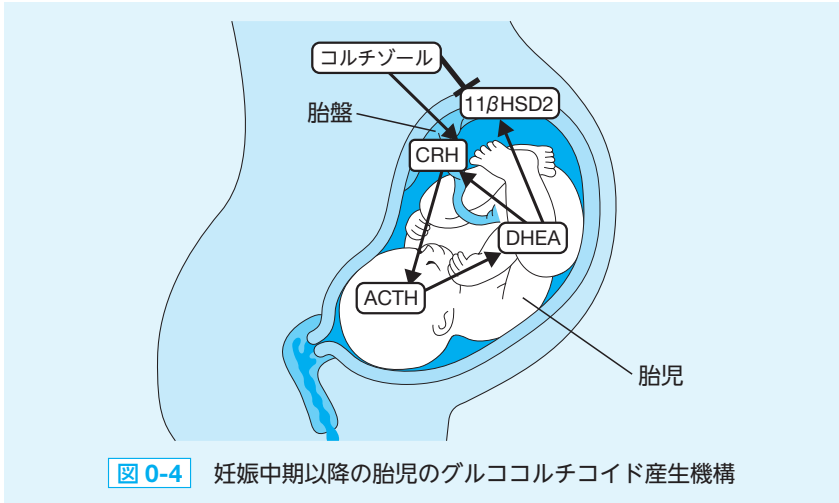 コルチゾール
11βHSD2
胎盤
CRH
DHEA
ACTH
胎児
図 0-4 妊娠中期以降の胎児のグルココルチコイド産生機構